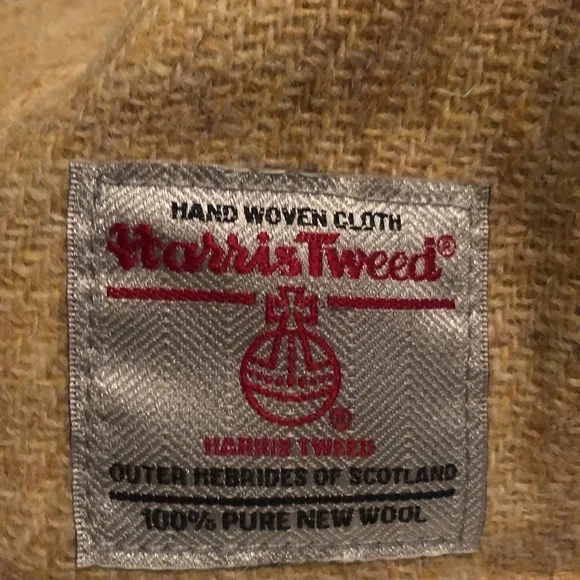 HAND WOVEN CLOTH
Harris Tweed®
®
HARRIS TWEED
OUTER HEBRIDES OF SCOTLAND
100% PURE NEW WOOL